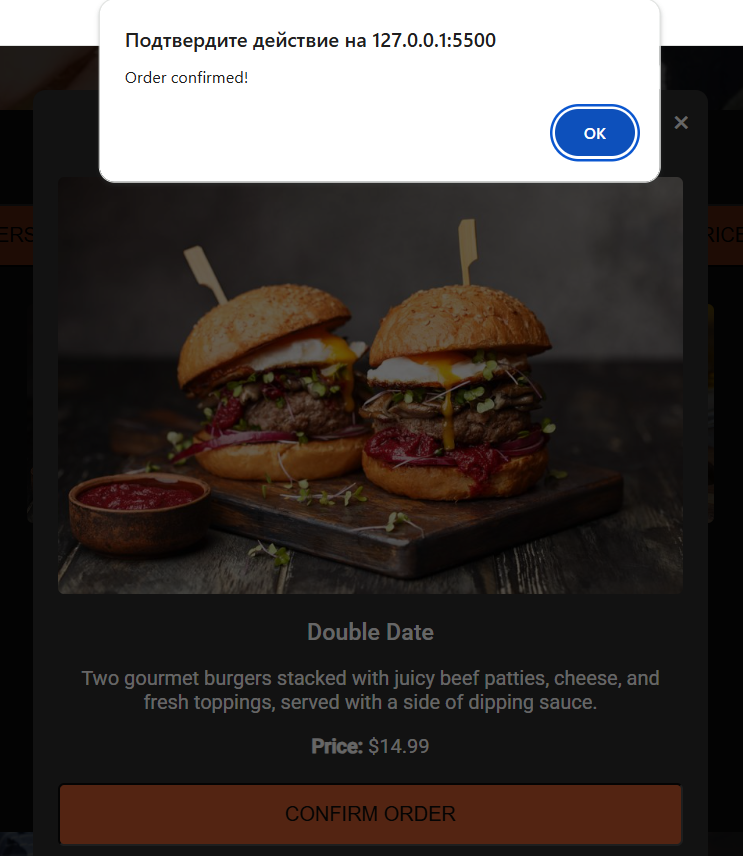 Подтвердите действие на 127.0.0.1:5500
Order confirmed!
OK
×
ERS
RICE
Double Date
Two gourmet burgers stacked with juicy beef patties, cheese, and
fresh toppings, served with a side of dipping sauce.
Price: $14.99
CONFIRM ORDER